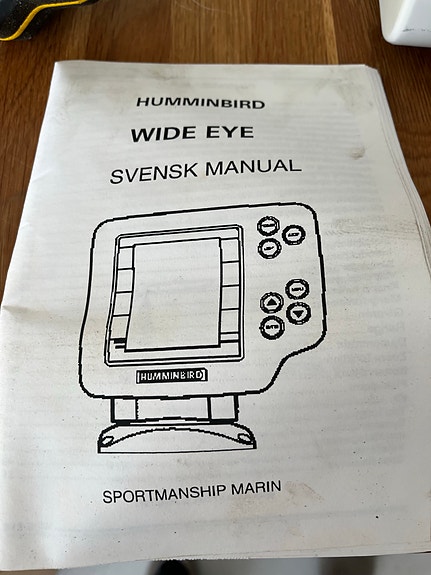 HUMMINBIRD
WIDE EYE
SVENSK MANUAL
HUMMINBIRD
SPORTMANSHIP MARIN